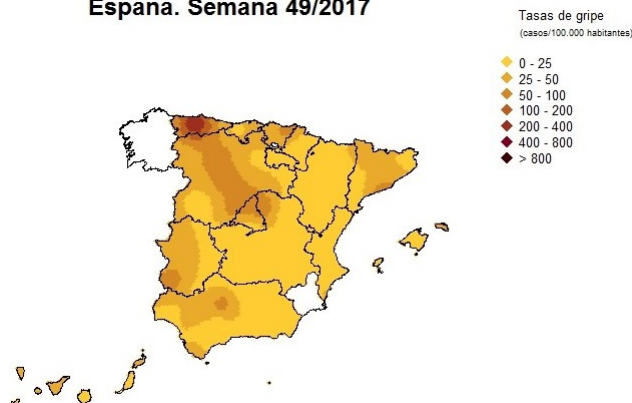 España. Semana 49/2017
Tasas de gripe
(casos/100.000 habitantes)
0 - 25
25 - 50
50 - 100
100 - 200
200 - 400
400 - 800
> 800